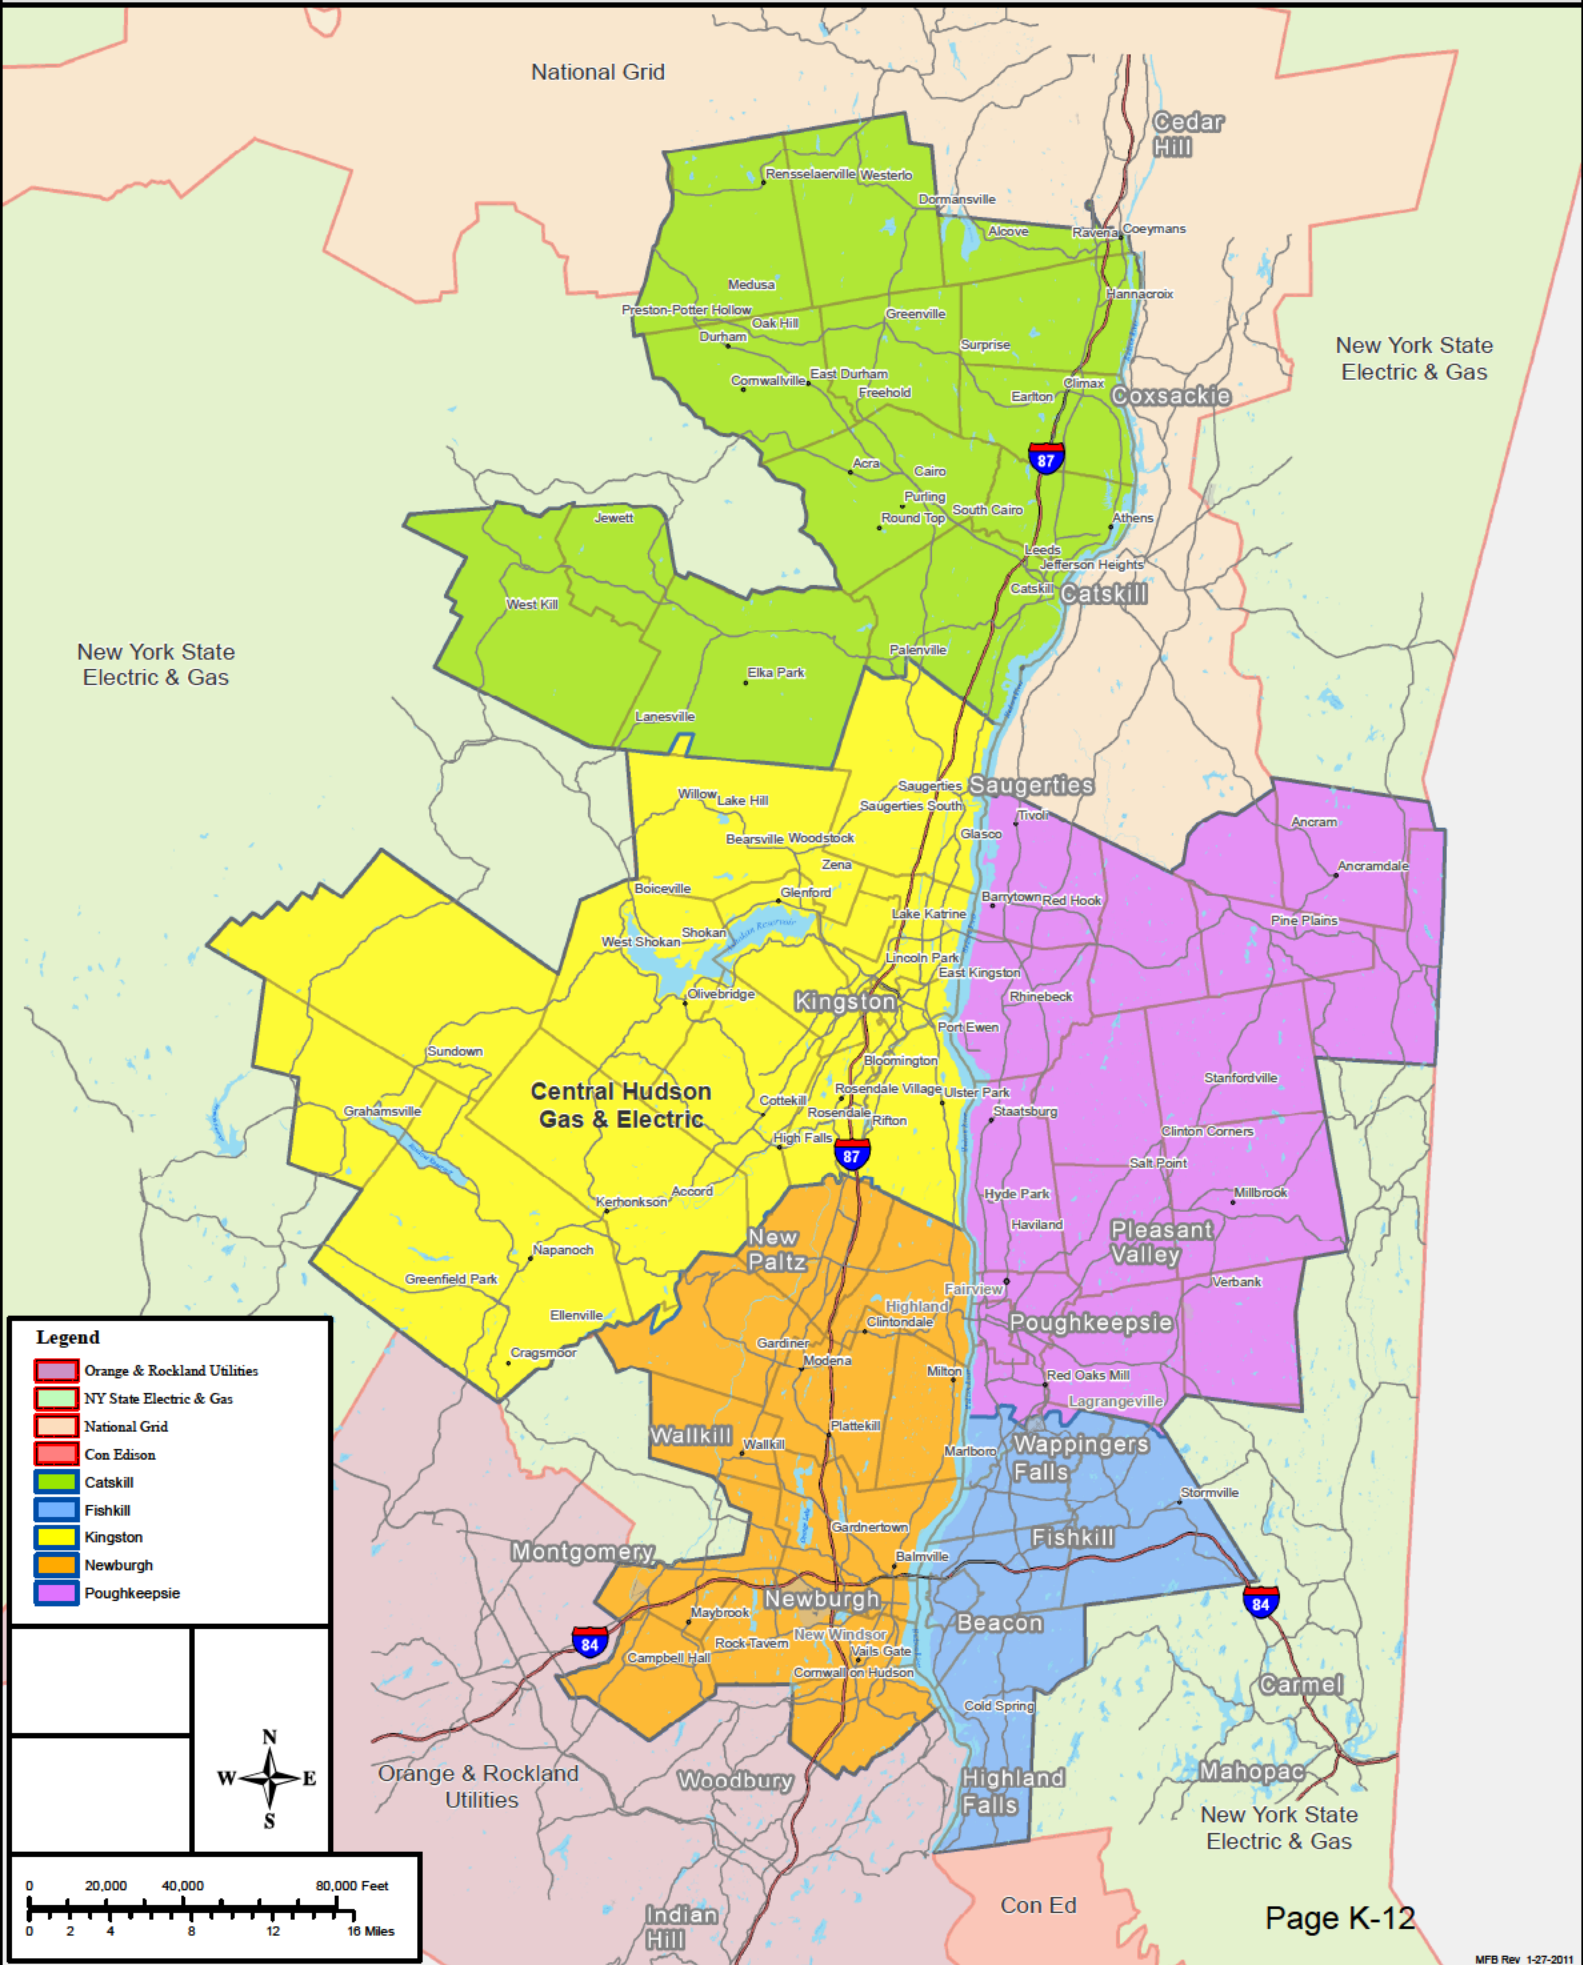 National Grid
Cedar
Hill
Rensselaerville
Westerlo
Dormansville
Alcove
Ravena
Coeymans
Medusa
Hannacroix
Preston-Potter Hollow
Oak Hill
Greenville
Durham
Surprise
New York State
Electric & Gas
Cornwallville
East Durham
Freehold
Climax
Earlton
Coxsackie
87
Acra
Cairo
Purling
Round Top
South Cairo
Athens
Jewett
Leeds
Jefferson Heights
Catskill
Catskill
West Kill
New York State
Electric & Gas
Palenville
Elka Park
Lanesville
Saugerties
Saugerties
Willow
Lake Hill
Saugerties South
Tivoli
Ancram
Bearsville
Woodstock
Glasco
Zena
Ancramdale
Boiceville
Glenford
Barrytown
Red Hook
Lake Katrine
Pine Plains
West Shokan
Shokan
Ashokan Reservoir
Lincoln Park
East Kingston
Olivebridge
Kingston
Rhinebeck
Port Ewen
Sundown
Bloomington
Stanfordville
Central Hudson
Gas & Electric
Rosendale Village
Ulster Park
Cottekill
Grahamsville
Rosendale
Rifton
Staatsburg
Clinton Corners
High Falls
87
Salt Point
Kerhonkson
Accord
Hyde Park
Millbrook
Haviland
Pleasant
Valley
New
Paltz
Napanoch
Greenfield Park
Fairview
Verbank
Highland
Ellenville
Clintondale
Poughkeepsie
Gardiner
Cragsmoor
Modena
Milton
Red Oaks Mill
Lagrangeville
Plattekill
Wallkill
Wallkill
Marlboro
Wappingers
Falls
Stormville
Gardnertown
Fishkill
Montgomery
Orange Lake
Balmville
Newburgh
84
Maybrook
Beacon
New Windsor
84
Rock Tavern
Vails Gate
Campbell Hall
Cornwall on Hudson
Carmel
Cold Spring
Orange & Rockland
Utilities
Woodbury
Highland
Falls
Mahopac
New York State
Electric & Gas
Con Ed
Indian
Hill
Legend
Orange & Rockland Utilities
NY State Electric & Gas
National Grid
Con Edison
Catskill
Fishkill
Kingston
Newburgh
Poughkeepsie
N
W E
S
0 20,000 40,000 80,000 Feet
0 2 4 8 12 16 Miles
Page K-12
MFB Rev 1-27-2011